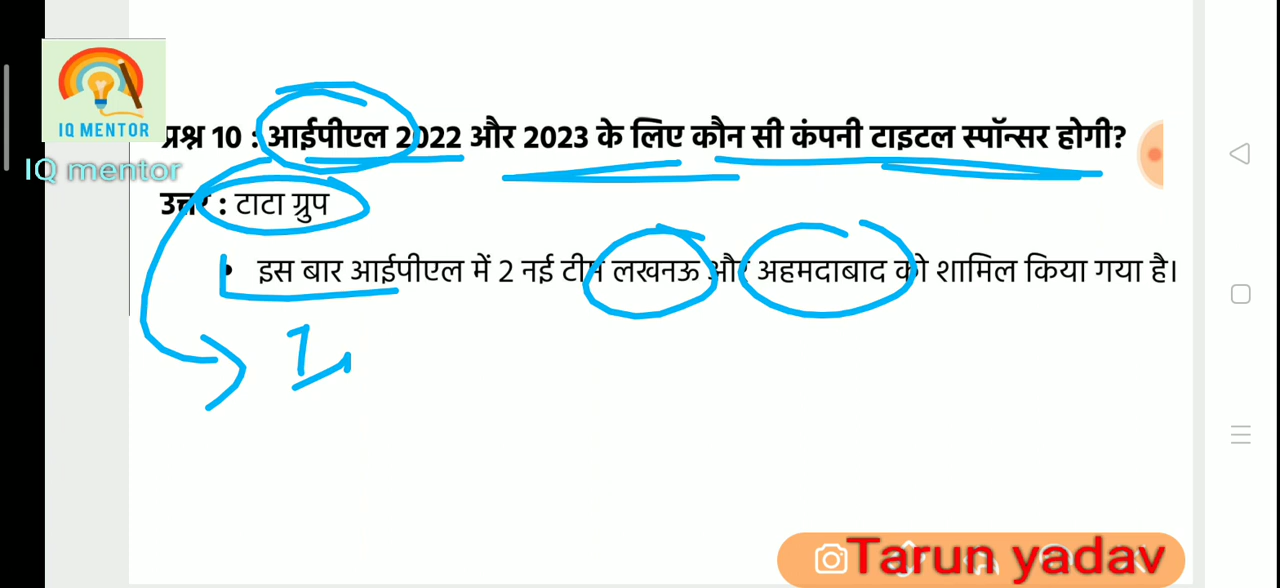 IQ MENTOR
IQ mentor
प्रश्न 10 : आईपीएल 2022 और 2023 के लिए कौन सी कंपनी टाइटल स्पॉन्सर होगी?
उत्तर : टाटा ग्रुप
• इस बार आईपीएल में 2 नई टीम लखनऊ और अहमदाबाद को शामिल किया गया है।
Tarun yadav